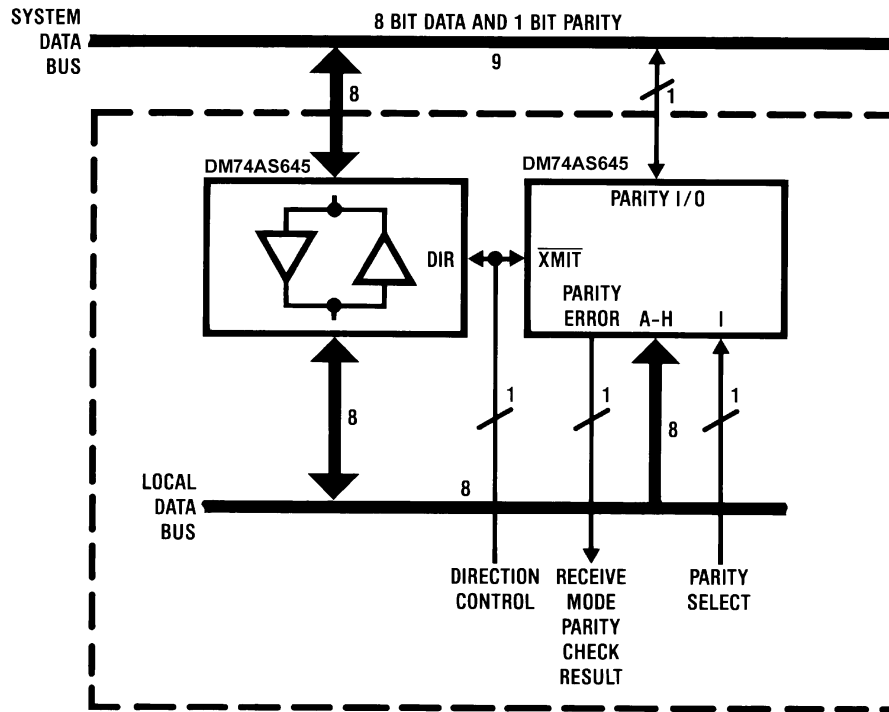 SYSTEM
DATA
BUS
8 BIT DATA AND 1 BIT PARITY
9
8
1
DM74AS645
DM74AS645
PARITY I/O
DIR
XMIT
PARITY
ERROR
A-H
I
8
1
1
8
1
LOCAL
DATA
BUS
8
DIRECTION
CONTROL
RECEIVE
MODE
PARITY
CHECK
RESULT
PARITY
SELECT